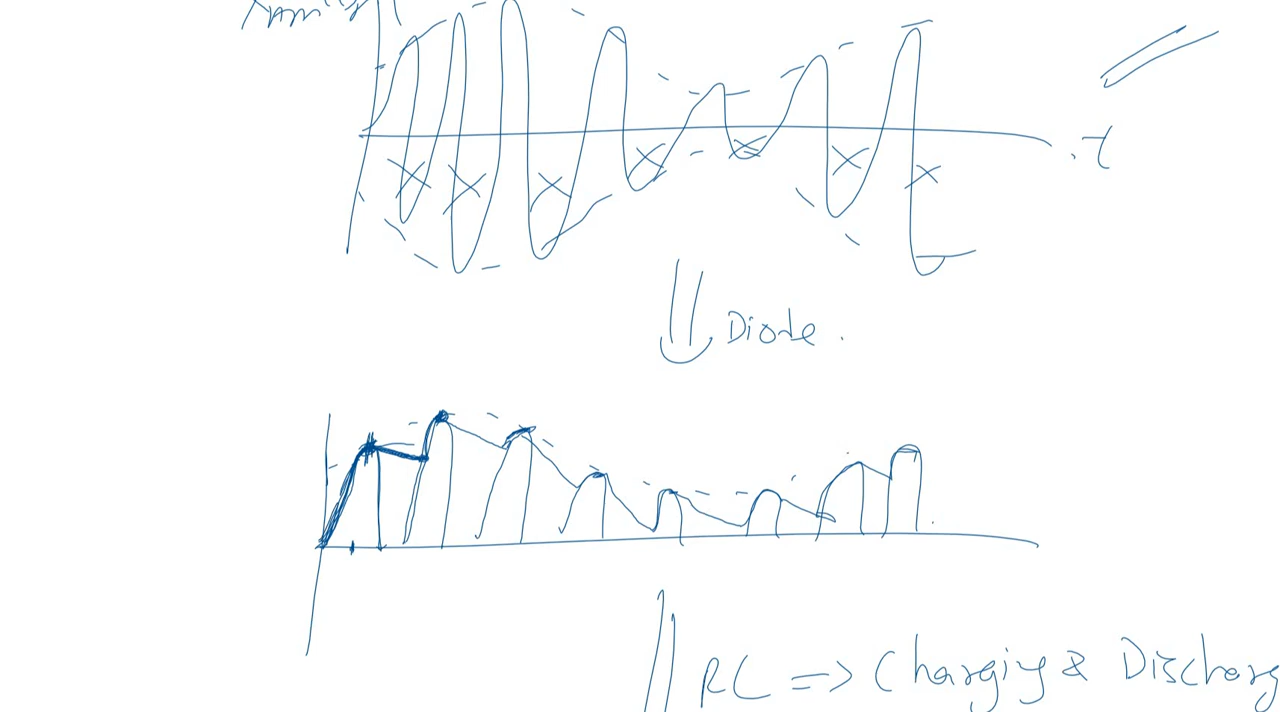 .t
Diode .
RC => Charging & Discharg